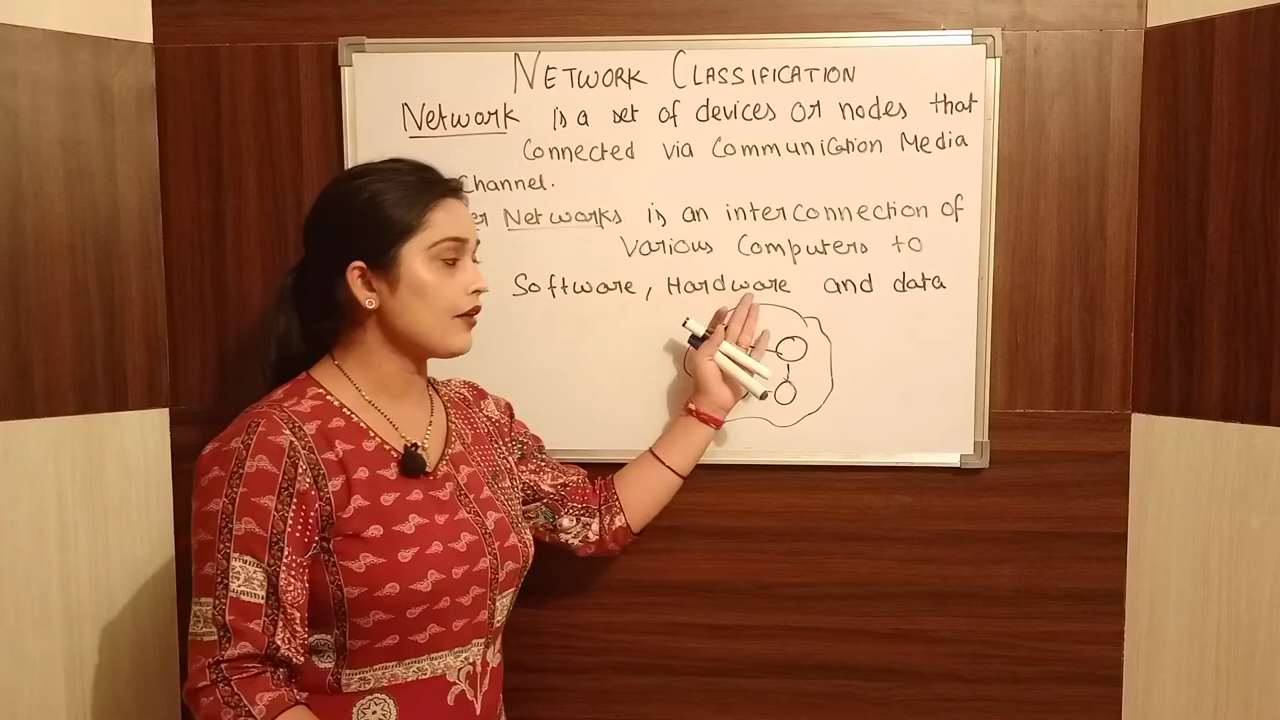 NETWORK CLASSIFICATION
Network is a set of devices or nodes that
Connected via Communication Media
Channel.
Networks is an interconnection of
Various Computers to
Software, Hardware and data